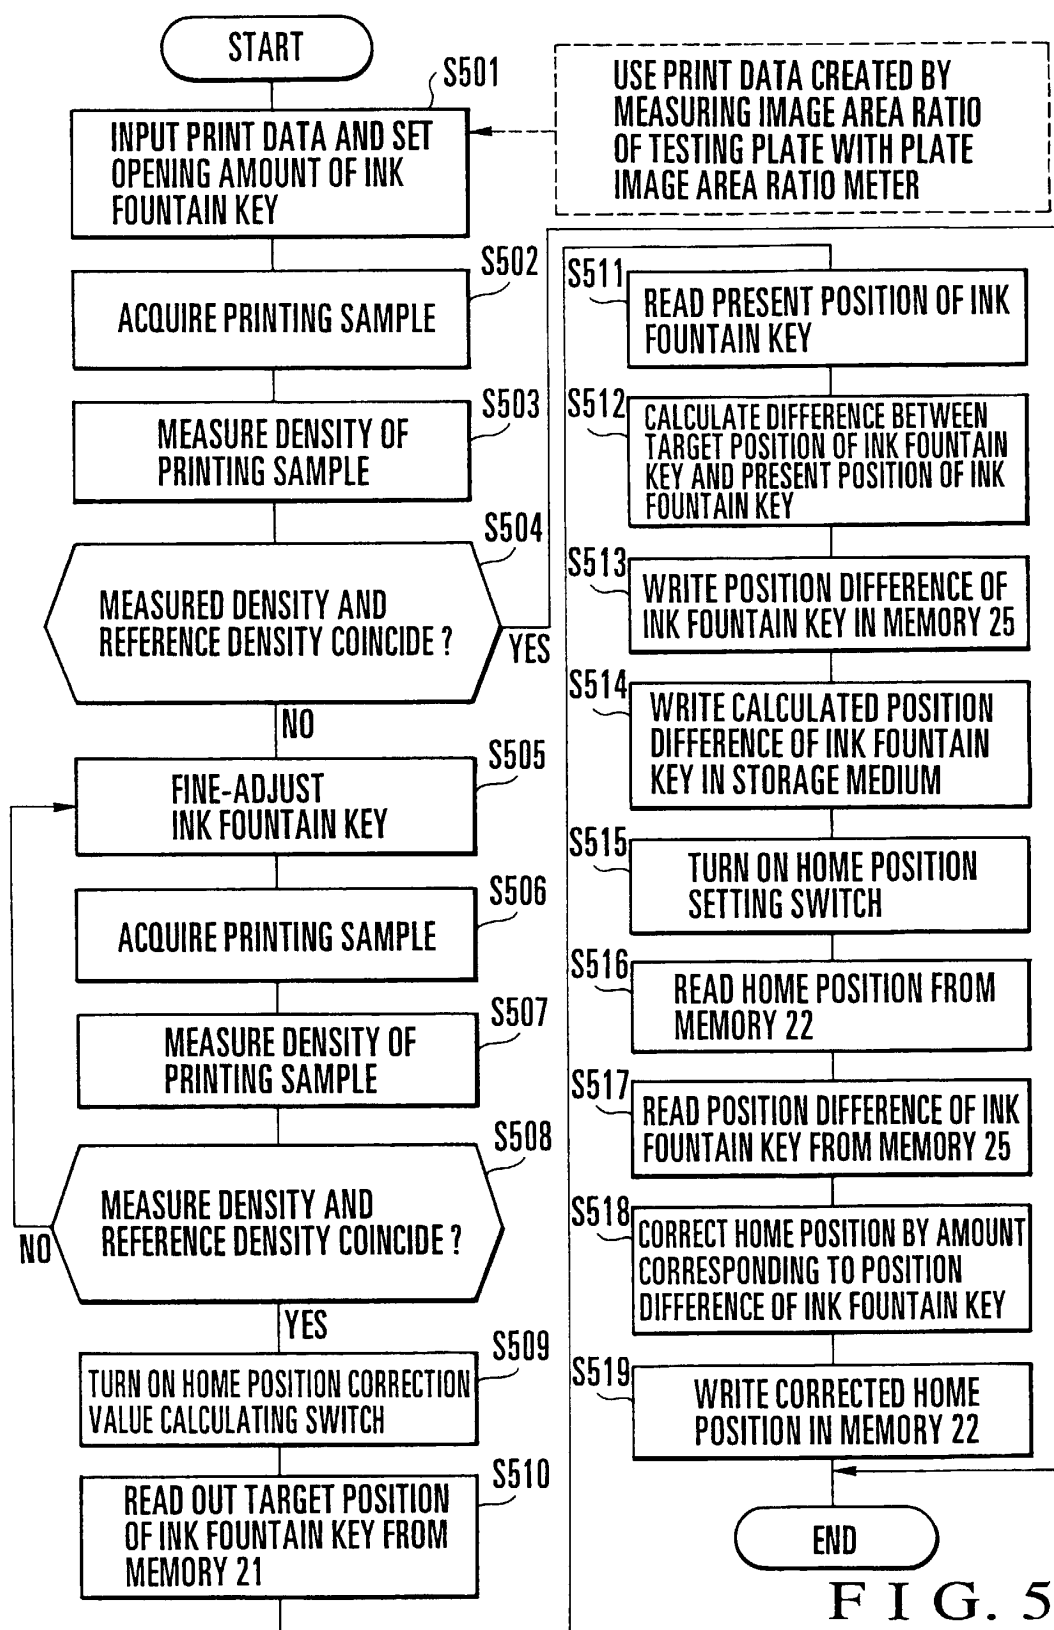 START
S501
INPUT PRINT DATA AND SET
OPENING AMOUNT OF INK
FOUNTAIN KEY
USE PRINT DATA CREATED BY
MEASURING IMAGE AREA RATIO
OF TESTING PLATE WITH PLATE
IMAGE AREA RATIO METER
S502
ACQUIRE PRINTING SAMPLE
S503
MEASURE DENSITY OF
PRINTING SAMPLE
S504
MEASURED DENSITY AND
REFERENCE DENSITY COINCIDE ?
YES
NO
S505
FINE-ADJUST
INK FOUNTAIN KEY
S506
ACQUIRE PRINTING SAMPLE
S507
MEASURE DENSITY OF
PRINTING SAMPLE
S508
MEASURE DENSITY AND
REFERENCE DENSITY COINCIDE ?
NO
YES
S509
TURN ON HOME POSITION CORRECTION
VALUE CALCULATING SWITCH
S510
READ OUT TARGET POSITION
OF INK FOUNTAIN KEY FROM
MEMORY 21
S511
READ PRESENT POSITION OF INK
FOUNTAIN KEY
S512
CALCULATE DIFFERENCE BETWEEN
TARGET POSITION OF INK FOUNTAIN
KEY AND PRESENT POSITION OF INK
FOUNTAIN KEY
S513
WRITE POSITION DIFFERENCE OF
INK FOUNTAIN KEY IN MEMORY 25
S514
WRITE CALCULATED POSITION
DIFFERENCE OF INK FOUNTAIN
KEY IN STORAGE MEDIUM
S515
TURN ON HOME POSITION
SETTING SWITCH
S516
READ HOME POSITION FROM
MEMORY 22
S517
READ POSITION DIFFERENCE OF INK
FOUNTAIN KEY FROM MEMORY 25
S518
CORRECT HOME POSITION BY AMOUNT
CORRESPONDING TO POSITION
DIFFERENCE OF INK FOUNTAIN KEY
S519
WRITE CORRECTED HOME
POSITION IN MEMORY 22
END
FIG. 5